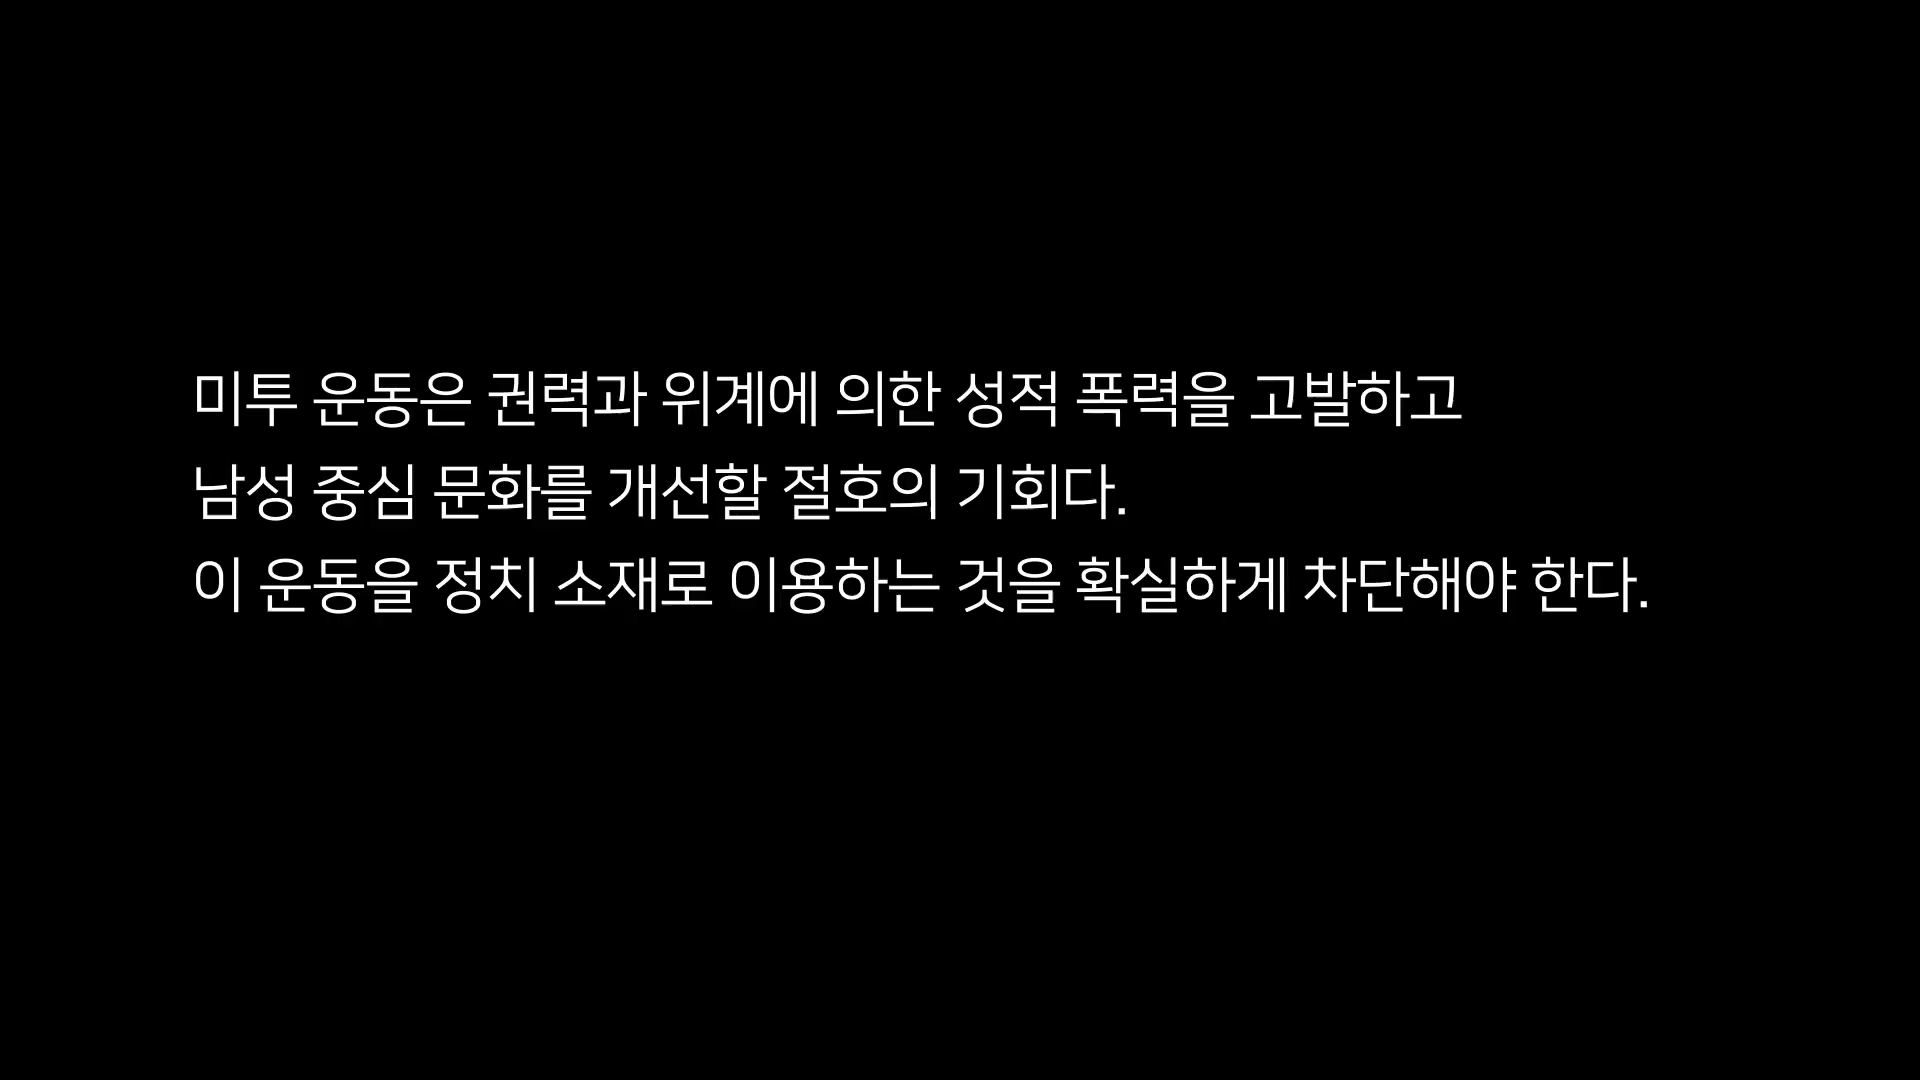 미투 운동은 권력과 위계에 의한 성적 폭력을 고발하고
남성 중심 문화를 개선할 절호의 기회다.
이 운동을 정치 소재로 이용하는 것을 확실하게 차단해야 한다.